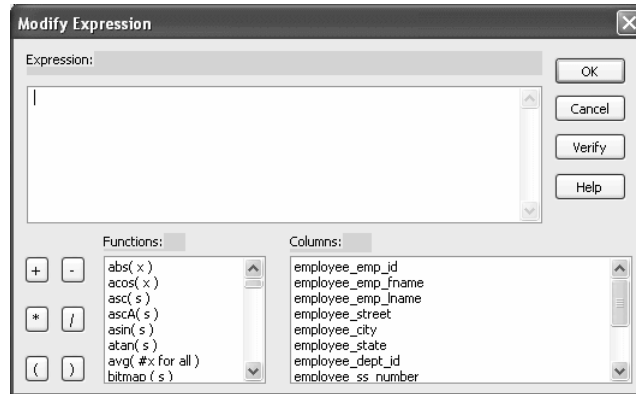 Modify Expression
Expression:
OK
Cancel
Verify
Help
Functions:
Columns:
+ -
* /
( )
abs( x )
acos( x )
asc( s )
ascA( s )
asin( s )
atan( s )
avg( #x for all )
bitmap ( s )
employee_emp_id
employee_emp_fname
employee_emp_lname
employee_street
employee_city
employee_state
employee_dept_id
employee_ss_number